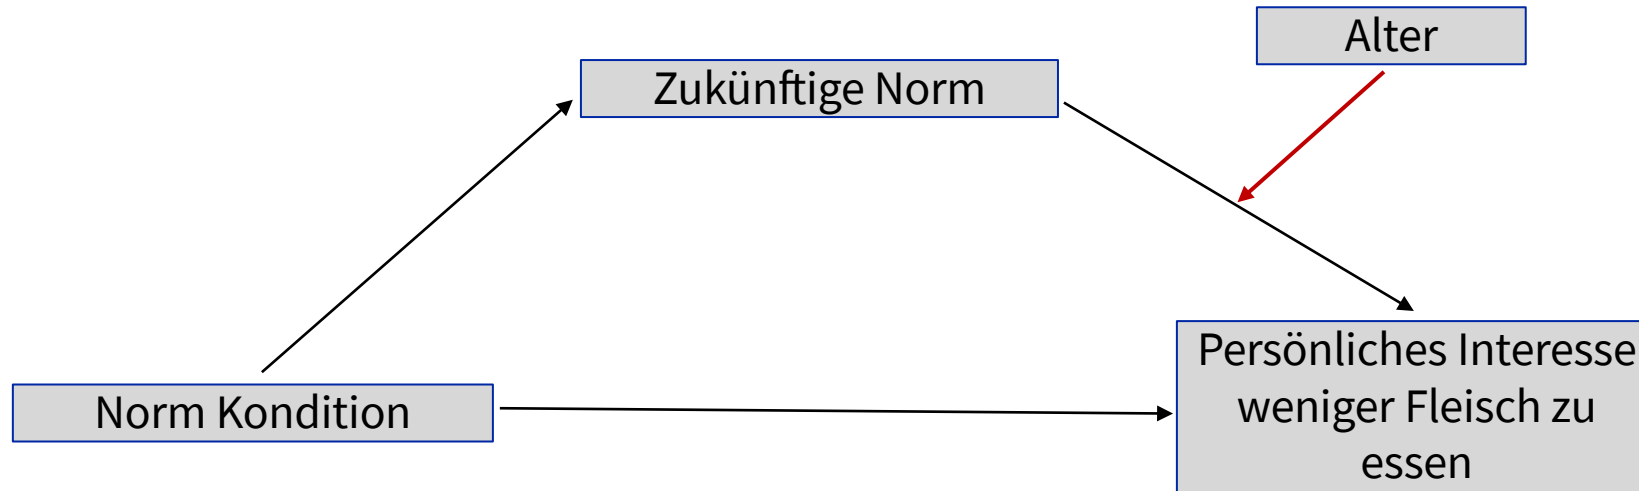 Alter
Zukünftige Norm
Persönliches Interesse
weniger Fleisch zu
essen
Norm Kondition